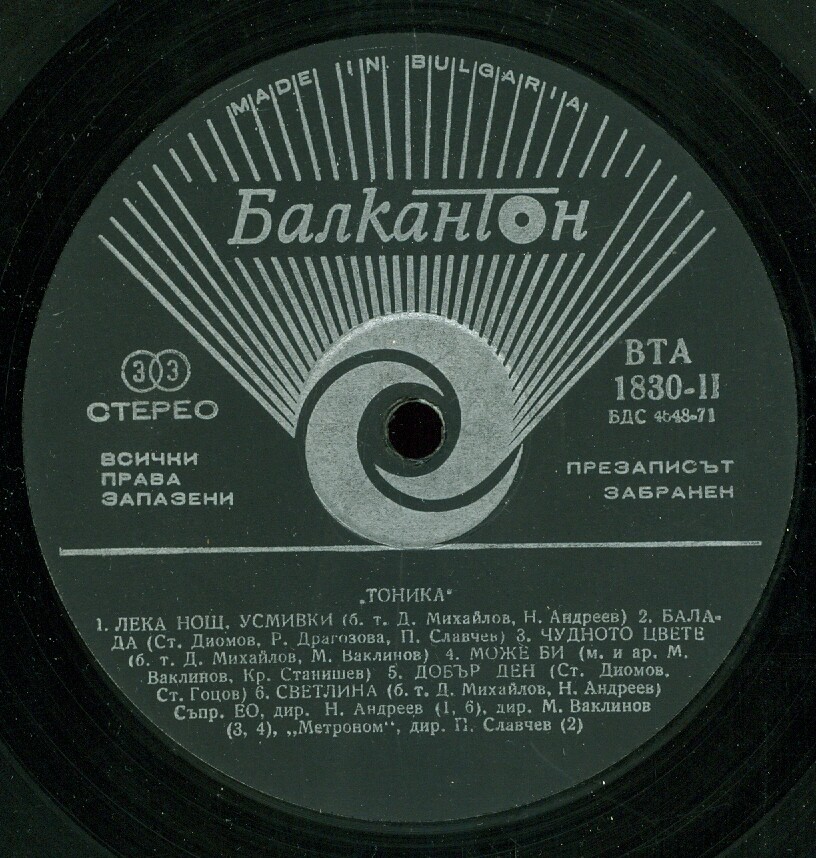 MADE IN BULGARIA
Балкантон
33
СТЕРЕО
ВТА
1830-II
БДС 4648-71
ВСИЧКИ
ПРАВА
ЗАПАЗЕНИ
ПРЕЗАПИСЪТ
ЗАБРАНЕН
„ТОНИКА“
1. ЛЕКА НОЩ, УСМИВКИ (б. т. Д. Михайлов, Н. Андреев) 2. БАЛА-
ДА (Ст. Диомов, Р. Драгозова, П. Славчев) 3. ЧУДНОТО ЦВЕТЕ
(б. т. Д. Михайлов, М. Ваклинов) 4. МОЖЕ БИ (м. и ар. М.
Ваклинов, Кр. Станишев) 5. ДОБЪР ДЕН (Ст. Диомов,
Ст. Гоцов) 6. СВЕТЛИНА (б. т. Д. Михайлов, Н. Андреев)
Съпр. ЕО, дир. Н. Андреев (1, 6), дир. М. Ваклинов
(3, 4), „Метроном“, дир. П. Славчев (2)